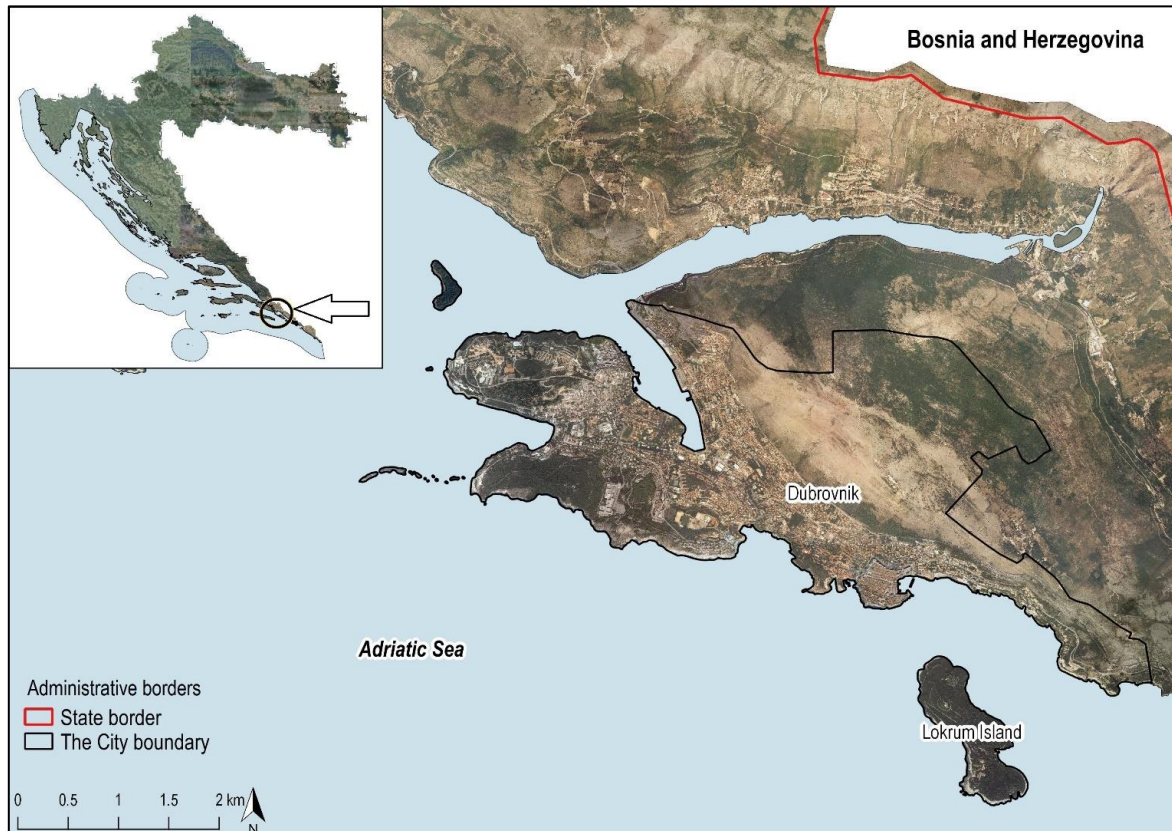 Bosnia and Herzegovina
Dubrovnik
Adriatic Sea
Lokrum Island
Administrative borders
State border
The City boundary
0 0.5 1 1.5 2 km
N